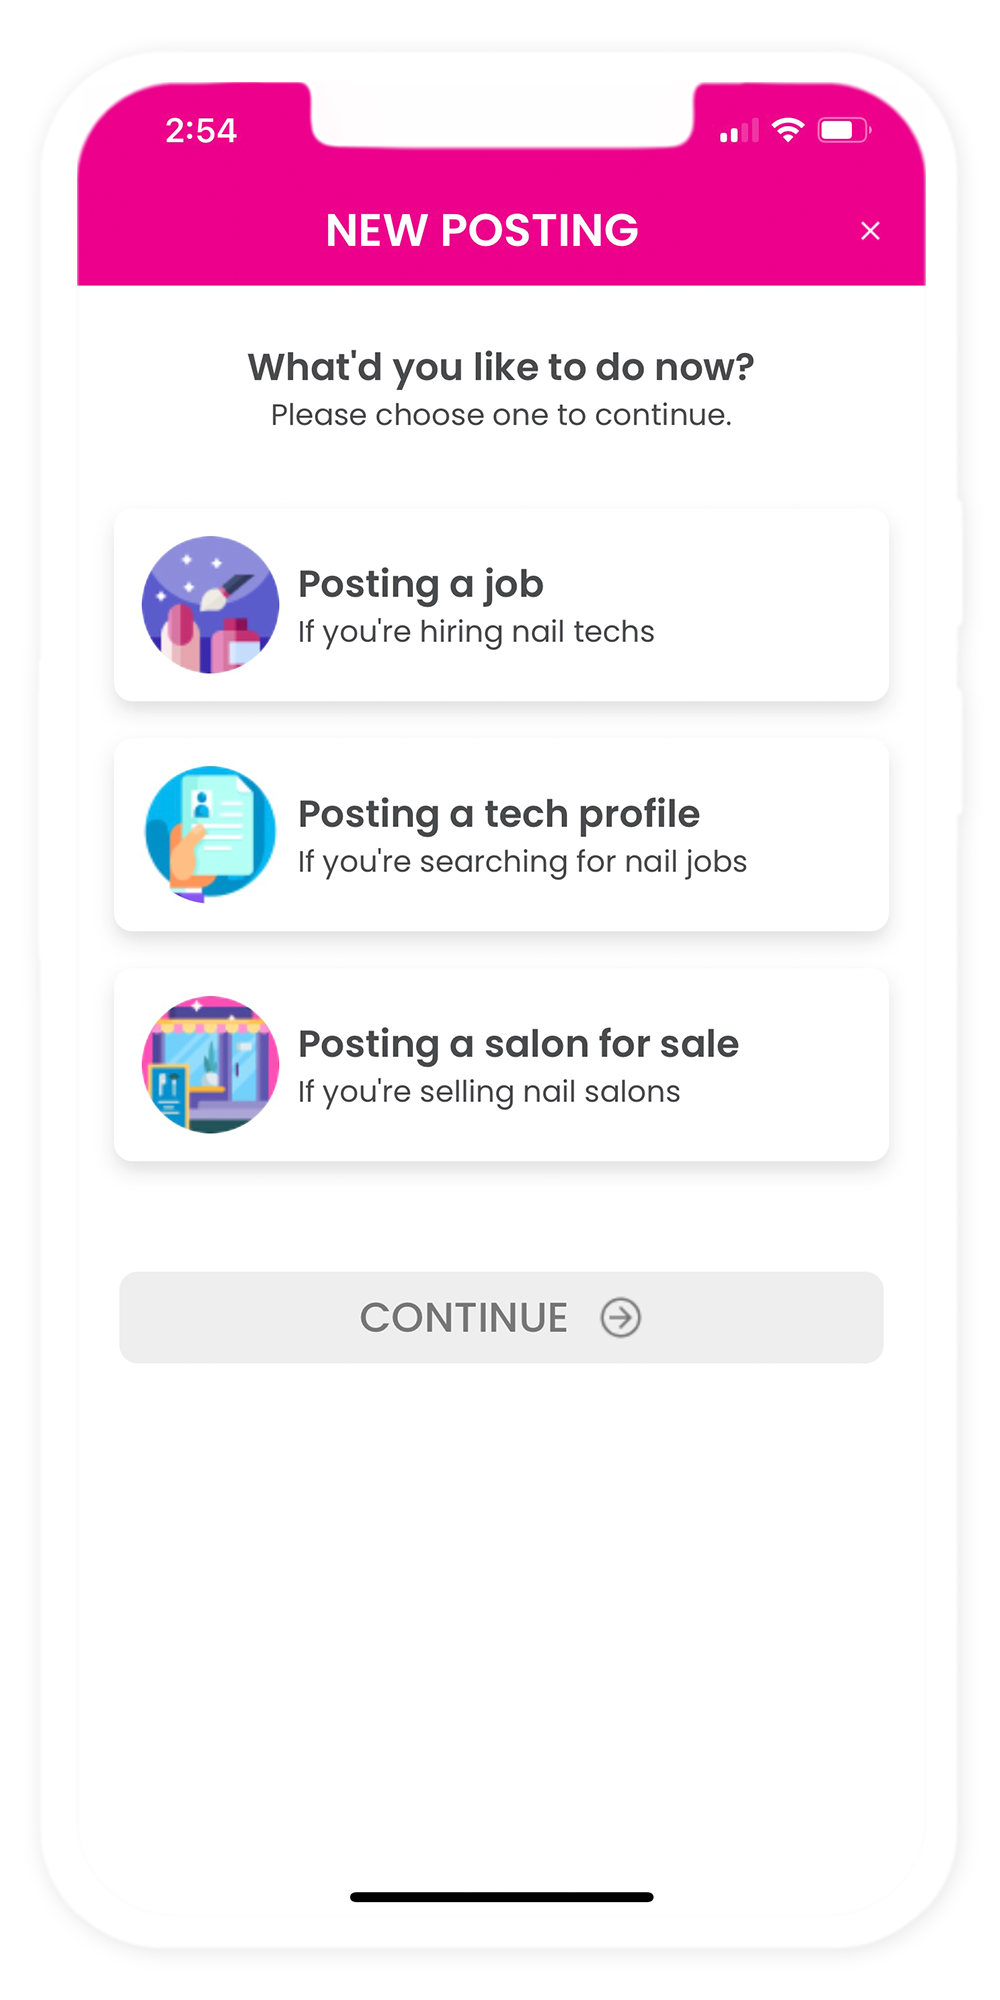 2:54
NEW POSTING
What'd you like to do now?
Please choose one to continue.
Posting a job
If you're hiring nail techs
Posting a tech profile
If you're searching for nail jobs
Posting a salon for sale
If you're selling nail salons
CONTINUE